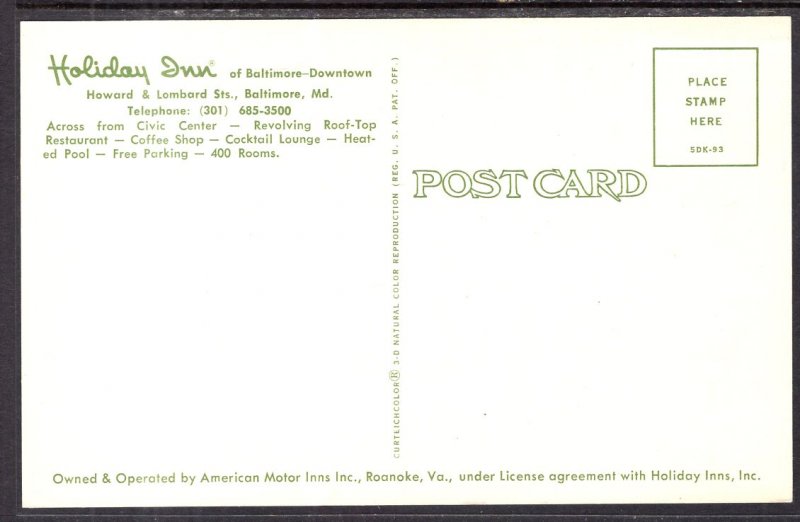 Holiday Inn® of Baltimore–Downtown
Howard & Lombard Sts., Baltimore, Md.
Telephone: (301) 685-3500
Across from Civic Center — Revolving Roof-Top
Restaurant — Coffee Shop — Cocktail Lounge — Heat-
ed Pool — Free Parking — 400 Rooms.
CURTEICHCOLOR® 3-D NATURAL COLOR REPRODUCTION (REG. U. S. A. PAT. OFF.)
PLACE
STAMP
HERE
5DK-93
POST CARD
Owned & Operated by American Motor Inns Inc., Roanoke, Va., under License agreement with Holiday Inns, Inc.